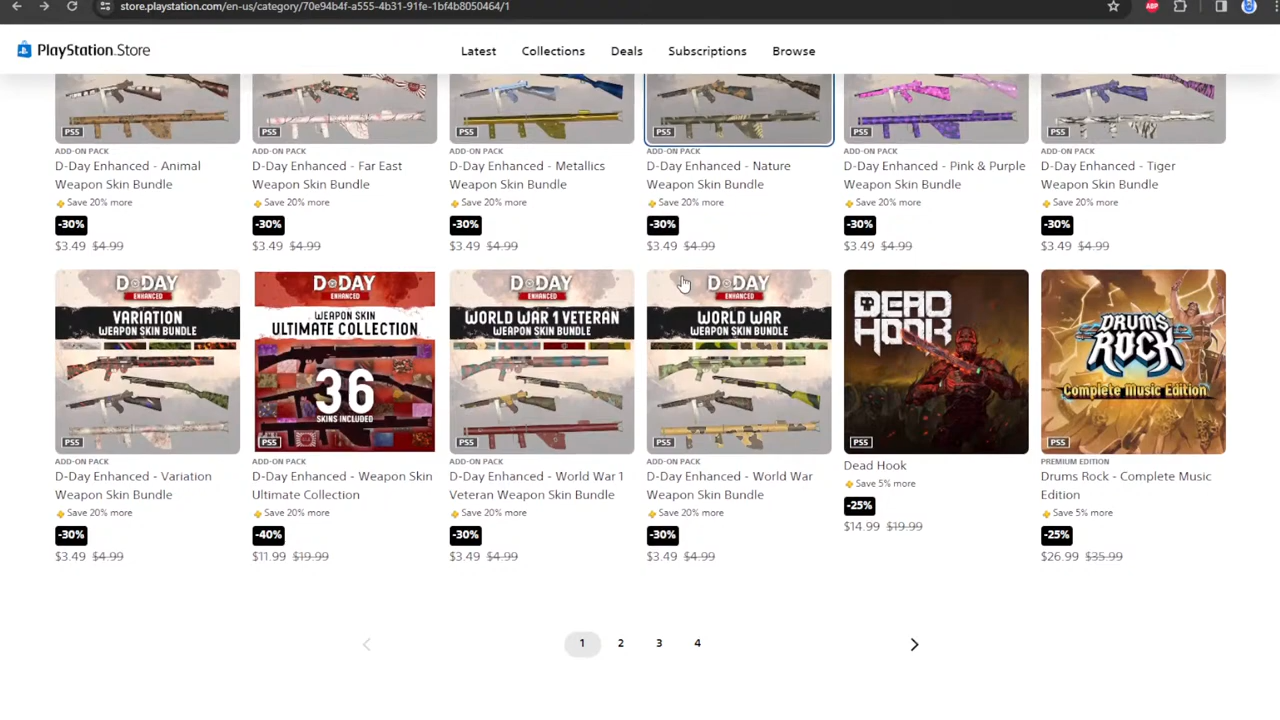 store.playstation.com/en-us/category/70e94b4f-a555-4b31-91fe-1bf4b8050464/1
ABP
PlayStation.Store
Latest
Collections
Deals
Subscriptions
Browse
PS5
PS5
PS5
PS5
PS5
PS5
ADD-ON PACK
ADD-ON PACK
ADD-ON PACK
ADD-ON PACK
ADD-ON PACK
ADD-ON PACK
D-Day Enhanced - Animal
Weapon Skin Bundle
D-Day Enhanced - Far East
Weapon Skin Bundle
D-Day Enhanced - Metallics
Weapon Skin Bundle
D-Day Enhanced - Nature
Weapon Skin Bundle
D-Day Enhanced - Pink & Purple
Weapon Skin Bundle
D-Day Enhanced - Tiger
Weapon Skin Bundle
Save 20% more
Save 20% more
Save 20% more
Save 20% more
Save 20% more
Save 20% more
-30%
-30%
-30%
-30%
-30%
-30%
$3.49 $4.99
$3.49 $4.99
$3.49 $4.99
$3.49 $4.99
$3.49 $4.99
$3.49 $4.99
D-DAY
ENHANCED
VARIATION
WEAPON SKIN BUNDLE
PS5
D-DAY
ENHANCED
WEAPON SKIN
ULTIMATE COLLECTION
36
SKINS INCLUDED
PS5
D-DAY
ENHANCED
WORLD WAR 1 VETERAN
WEAPON SKIN BUNDLE
PS5
D-DAY
ENHANCED
WORLD WAR
WEAPON SKIN BUNDLE
PS5
DEAD
HOOK
PS5
DRUMS
ROCK
Complete Music Edition
PS5
ADD-ON PACK
D-Day Enhanced - Variation
Weapon Skin Bundle
Save 20% more
-30%
$3.49 $4.99
ADD-ON PACK
D-Day Enhanced - Weapon Skin
Ultimate Collection
Save 20% more
-40%
$11.99 $19.99
ADD-ON PACK
D-Day Enhanced - World War 1
Veteran Weapon Skin Bundle
Save 20% more
-30%
$3.49 $4.99
ADD-ON PACK
D-Day Enhanced - World War
Weapon Skin Bundle
Save 20% more
-30%
$3.49 $4.99
Dead Hook
Save 5% more
-25%
$14.99 $19.99
PREMIUM EDITION
Drums Rock - Complete Music
Edition
Save 5% more
-25%
$26.99 $35.99
1 2 3 4